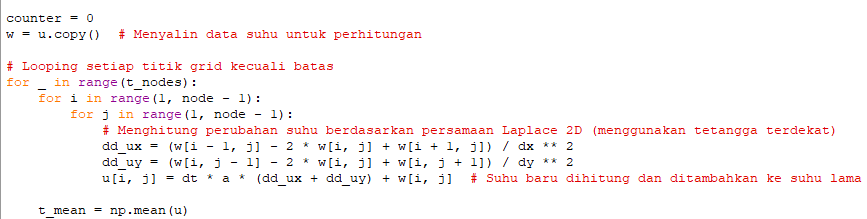 counter = 0
w = u.copy()  # Menyalin data suhu untuk perhitungan
# Looping setiap titik grid kecuali batas
for _ in range(t_nodes):
    for i in range(1, node - 1):
        for j in range(1, node - 1):
            # Menghitung perubahan suhu berdasarkan persamaan Laplace 2D (menggunakan tetangga terdekat)
            dd_ux = (w[i - 1, j] - 2 * w[i, j] + w[i + 1, j]) / dx ** 2
            dd_uy = (w[i, j - 1] - 2 * w[i, j] + w[i, j + 1]) / dy ** 2
            u[i, j] = dt * a * (dd_ux + dd_uy) + w[i, j]  # Suhu baru dihitung dan ditambahkan ke suhu lama
    t_mean = np.mean(u)